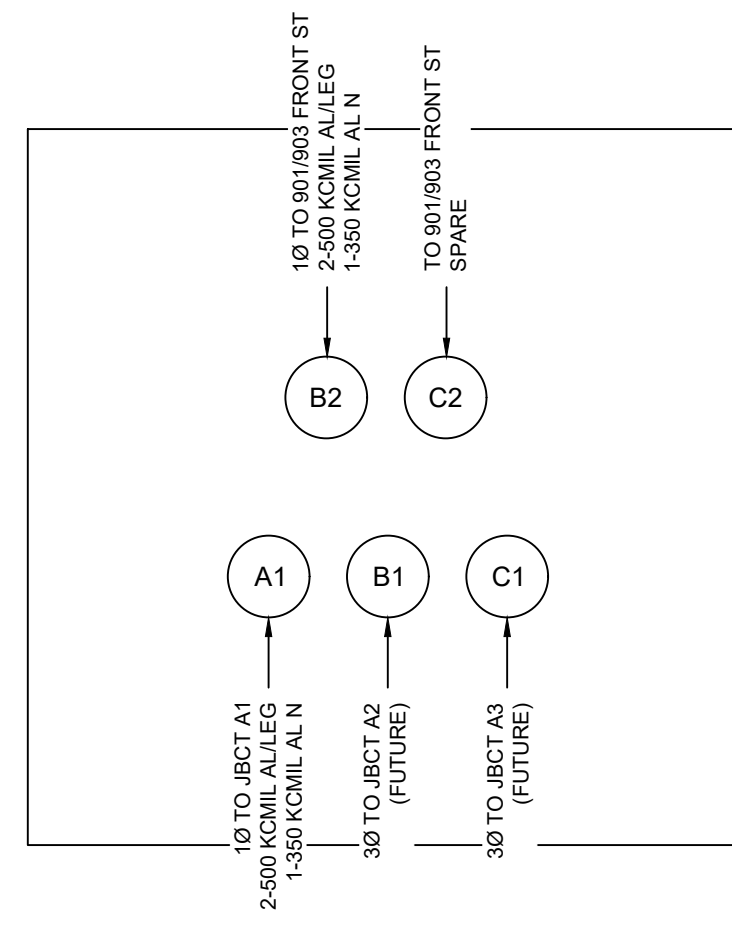 1Ø TO 901/903 FRONT ST
2-500 KCMIL AL/LEG
1-350 KCMIL AL N
TO 901/903 FRONT ST
SPARE
B2
C2
A1
B1
C1
1Ø TO JBCT A1
2-500 KCMIL AL/LEG
1-350 KCMIL AL N
3Ø TO JBCT A2
(FUTURE)
3Ø TO JBCT A3
(FUTURE)